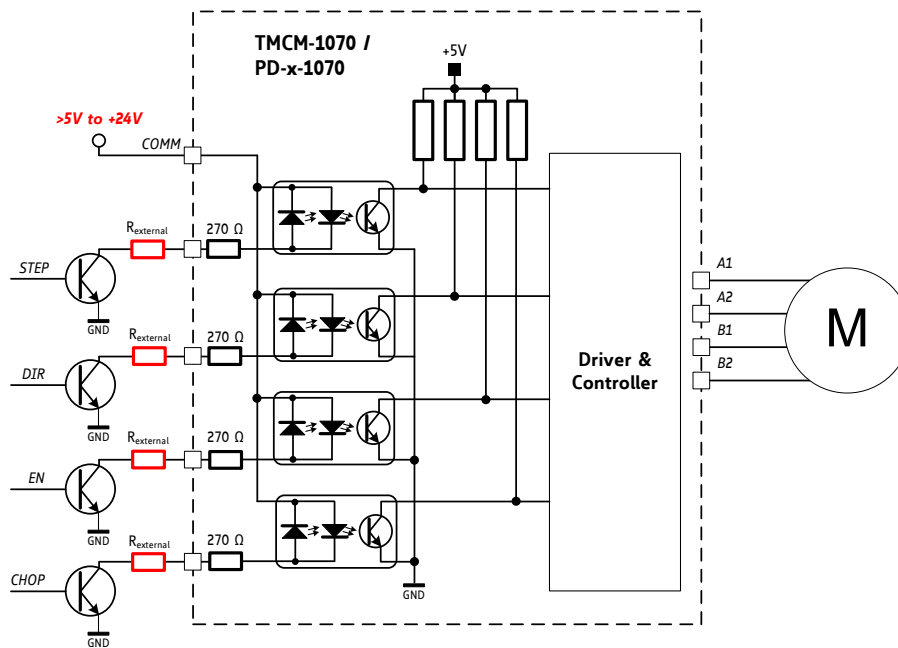 TMCM-1070 /
PD-x-1070
+5V
>5V to +24V
COMM
Rexternal
270 Ω
STEP
GND
Rexternal
270 Ω
DIR
GND
Rexternal
270 Ω
EN
GND
Rexternal
270 Ω
CHOP
GND
GND
Driver &
Controller
A1
A2
B1
B2
M